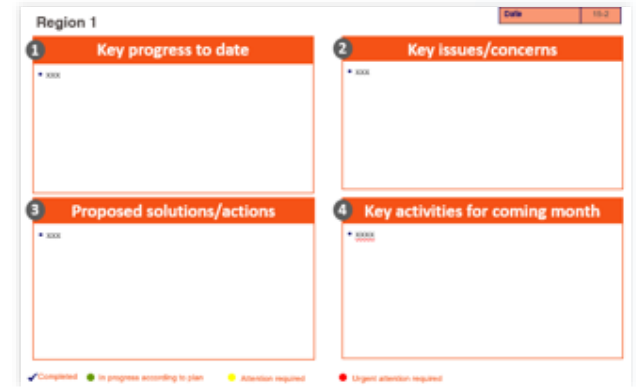 Region 1
Date 15-2
1 Key progress to date
xxx
2 Key issues/concerns
xxx
3 Proposed solutions/actions
xxx
4 Key activities for coming month
xxxx
Completed In progress according to plan Attention required Urgent attention required